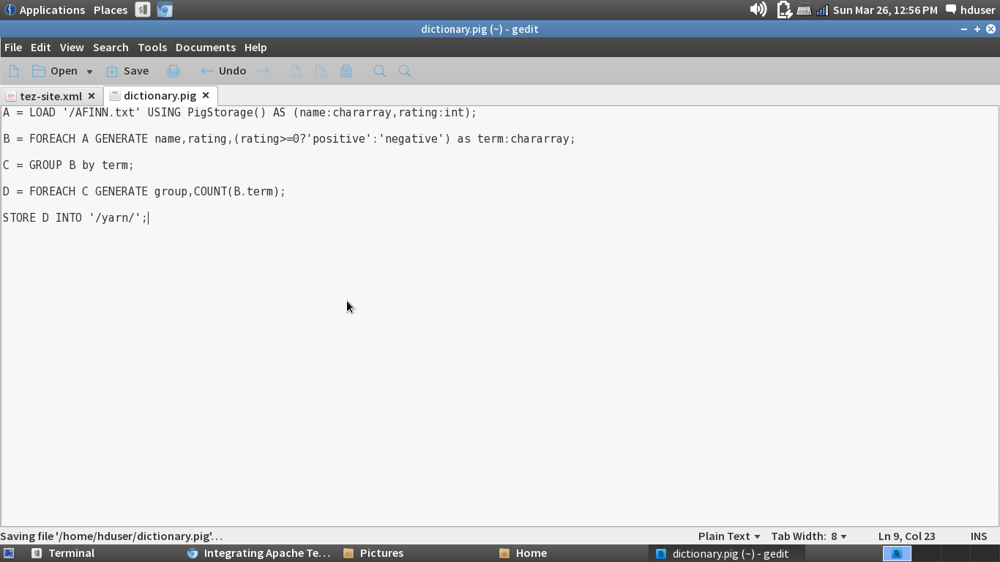 Applications Places Sun Mar 26, 12:56 PM hduser
dictionary.pig (~) - gedit
File Edit View Search Tools Documents Help
Open Save Undo
tez-site.xml dictionary.pig
A = LOAD '/AFINN.txt' USING PigStorage() AS (name:chararray,rating:int);
B = FOREACH A GENERATE name,rating,(rating>=0?'positive':'negative') as term:chararray;
C = GROUP B by term;
D = FOREACH C GENERATE group,COUNT(B.term);
STORE D INTO '/yarn/';
Saving file '/home/hduser/dictionary.pig'... Plain Text Tab Width: 8 Ln 9, Col 23 INS
Terminal Integrating Apache Te... Pictures Home dictionary.pig (~) - gedit